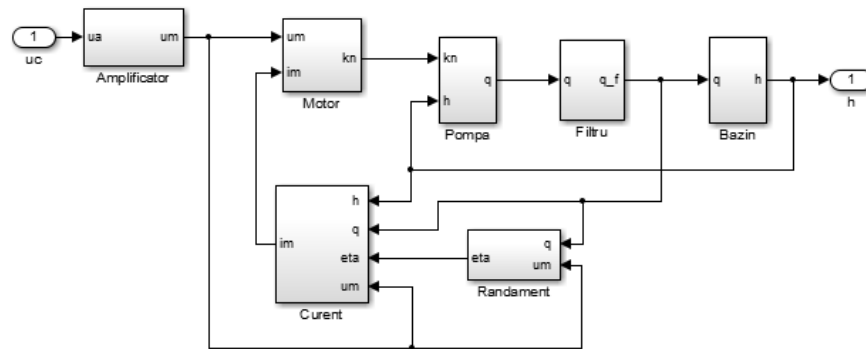 1
uc
ua
um
Amplificator
um
im
kn
Motor
kn
h
q
Pompa
q
q_f
Filtru
q
h
Bazin
1
h
h
q
eta
um
im
Curent
q
um
eta
Randament